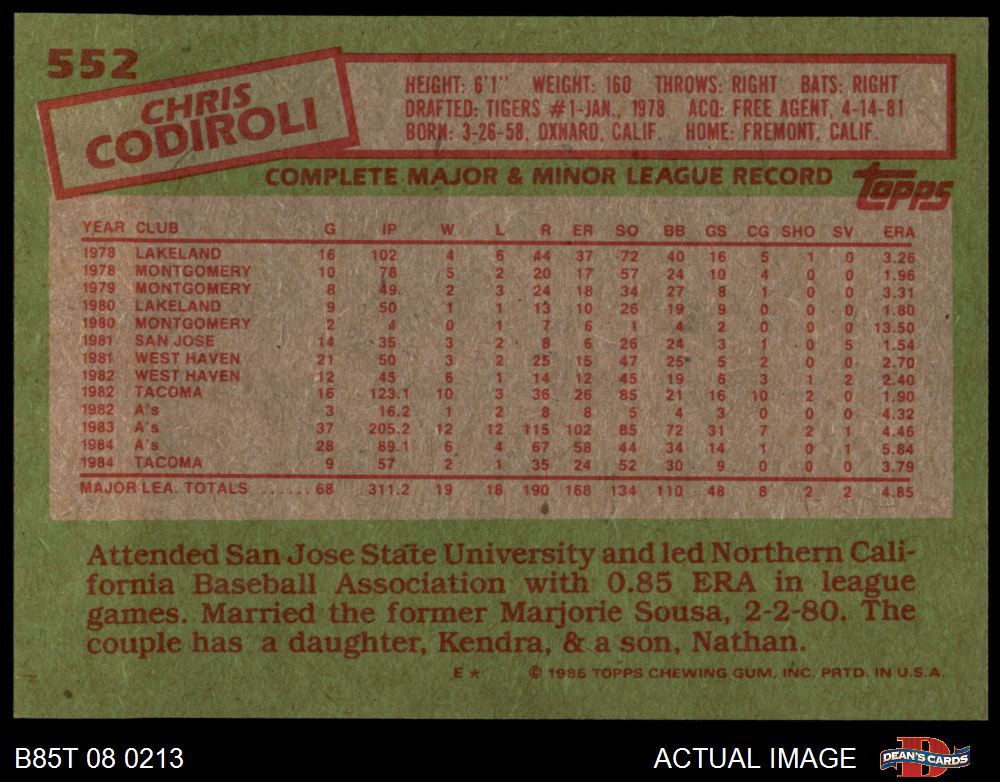 552
CHRIS
CODIROLI
HEIGHT: 6'1" WEIGHT: 160 THROWS: RIGHT BATS: RIGHT
DRAFTED: TIGERS #1-JAN., 1978 ACQ: FREE AGENT, 4-14-81
BORN: 3-26-58, OXNARD, CALIF. HOME: FREMONT, CALIF.
COMPLETE MAJOR & MINOR LEAGUE RECORD topps
YEAR CLUB G IP W L R ER SO BB GS CG SHO SV ERA
1978 LAKELAND 16 102 4 6 44 37 72 40 16 5 1 0 3.26
1978 MONTGOMERY 10 78 5 2 20 17 57 24 10 4 0 0 1.96
1979 MONTGOMERY 8 49. 2 3 24 18 34 27 8 1 0 0 3.31
1980 LAKELAND 9 50 1 1 13 10 26 19 9 0 0 0 1.80
1980 MONTGOMERY 2 4 0 1 7 6 1 4 2 0 0 0 13.50
1981 SAN JOSE 14 35 3 2 8 6 26 24 3 1 0 5 1.54
1981 WEST HAVEN 21 50 3 2 25 15 47 25 5 2 0 0 2.70
1982 WEST HAVEN 12 45 6 1 14 12 45 19 6 3 1 2 2.40
1982 TACOMA 16 123.1 10 3 36 26 85 21 16 10 2 0 1.90
1982 A's 3 16.2 1 2 8 8 5 4 3 0 0 0 4.32
1983 A's 37 205.2 12 12 115 102 85 72 31 7 2 1 4.46
1984 A's 28 89.1 6 4 67 58 44 34 14 1 0 1 5.84
1984 TACOMA 9 57 2 1 35 24 52 30 9 0 0 0 3.79
MAJOR LEA. TOTALS ...... 68 311.2 19 18 190 168 134 110 48 8 2 2 4.85
Attended San Jose State University and led Northern Cali-
fornia Baseball Association with 0.85 ERA in league
games. Married the former Marjorie Sousa, 2-2-80. The
couple has a daughter, Kendra, & a son, Nathan.
E * © 1985 TOPPS CHEWING GUM, INC. PRTD. IN U.S.A.
B85T 08 0213 ACTUAL IMAGE D DEAN'S CARDS